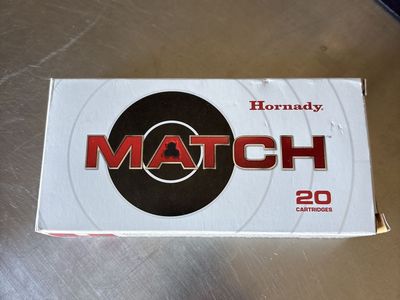 Hornady
MATCH
20
CARTRIDGES